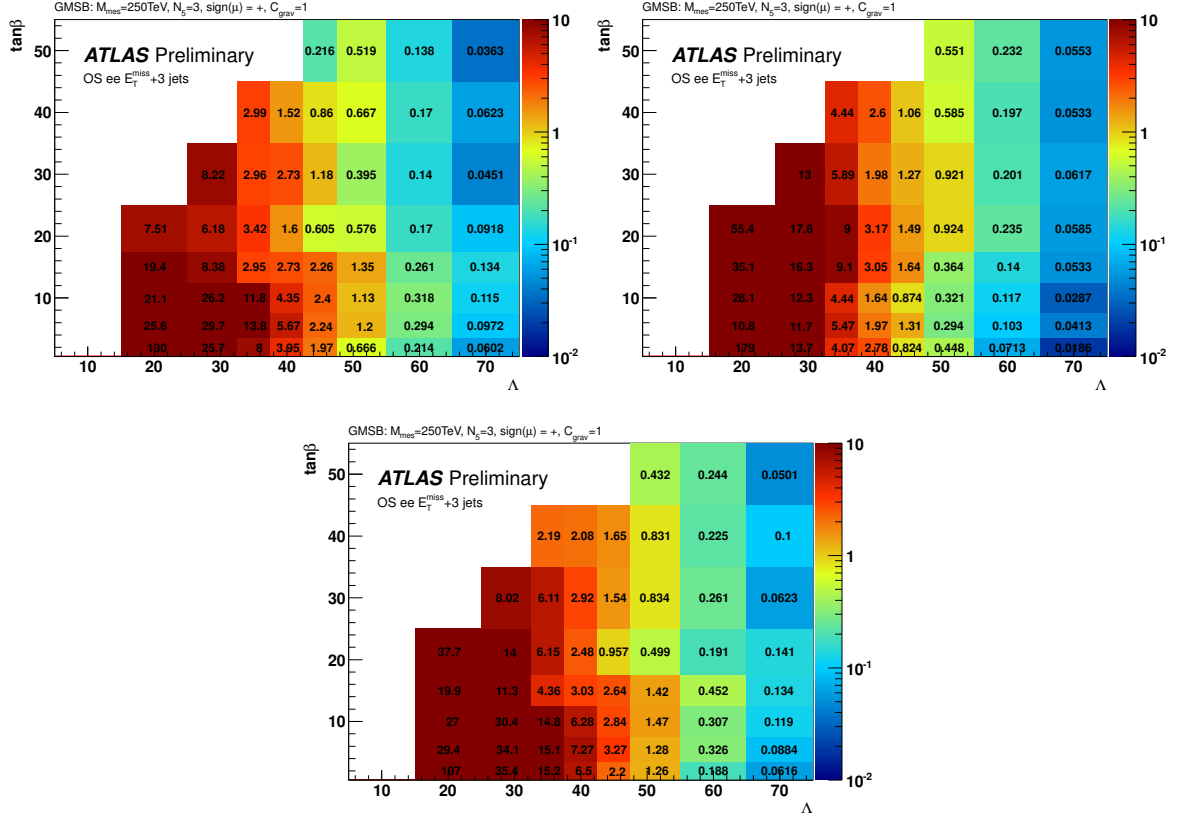 GMSB: M_mes=250TeV, N_5=3, sign(μ) = +, C_grav=1
tanβ
ATLAS Preliminary
OS ee E_T^miss+3 jets
50 0.216 0.519 0.138 0.0363
40 2.99 1.52 0.86 0.667 0.17 0.0623
30 8.22 2.96 2.73 1.18 0.395 0.14 0.0451
20 7.51 6.18 3.42 1.6 0.605 0.576 0.17 0.0918
19.4 8.38 2.95 2.73 2.26 1.35 0.261 0.134
10 21.1 26.2 11.8 4.35 2.4 1.13 0.318 0.115
25.6 29.7 13.8 5.67 2.24 1.2 0.294 0.0972
130 25.7 8 3.95 1.97 0.666 0.214 0.0602
10 20 30 40 50 60 70
Λ
10
1
10^-1
10^-2
GMSB: M_mes=250TeV, N_5=3, sign(μ) = +, C_grav=1
tanβ
ATLAS Preliminary
OS ee E_T^miss+3 jets
50 0.551 0.232 0.0553
40 4.44 2.6 1.06 0.585 0.197 0.0533
30 13 5.89 1.98 1.27 0.921 0.201 0.0617
20 55.4 17.6 9 3.17 1.49 0.924 0.235 0.0585
35.1 16.3 9.1 3.05 1.64 0.364 0.14 0.0533
10 28.1 12.3 4.44 1.64 0.874 0.321 0.117 0.0287
10.8 11.7 5.47 1.97 1.31 0.294 0.103 0.0413
179 13.7 4.07 2.78 0.824 0.448 0.0713 0.0186
10 20 30 40 50 60 70
Λ
10
1
10^-1
10^-2
GMSB: M_mes=250TeV, N_5=3, sign(μ) = +, C_grav=1
tanβ
ATLAS Preliminary
OS ee E_T^miss+3 jets
50 0.432 0.244 0.0501
40 2.19 2.08 1.65 0.831 0.225 0.1
30 8.02 6.11 2.92 1.54 0.834 0.261 0.0623
20 37.7 14 6.15 2.48 0.957 0.499 0.191 0.141
19.9 11.3 4.36 3.03 2.64 1.42 0.452 0.134
10 27 30.4 14.8 6.28 2.84 1.47 0.307 0.119
29.4 34.1 15.1 7.27 3.27 1.28 0.326 0.0884
107 35.4 15.2 6.5 2.2 1.26 0.188 0.0616
10 20 30 40 50 60 70
Λ
10
1
10^-1
10^-2